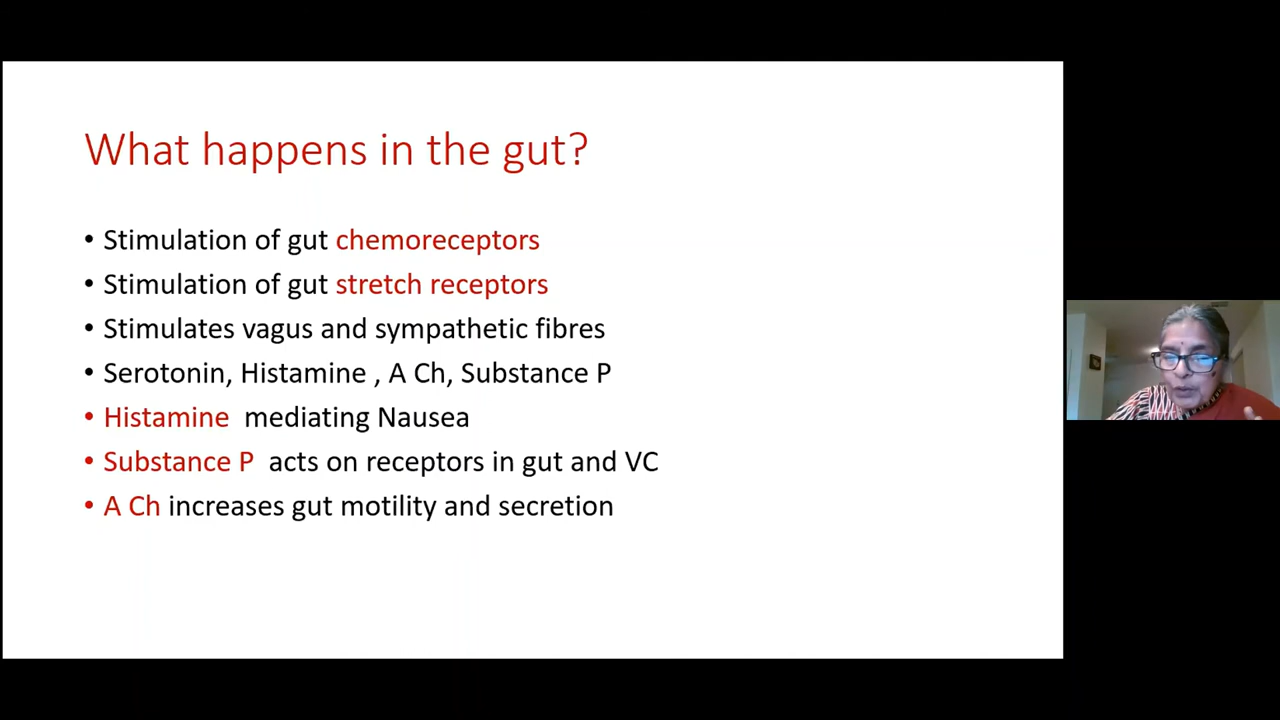 What happens in the gut?
• Stimulation of gut chemoreceptors
• Stimulation of gut stretch receptors
• Stimulates vagus and sympathetic fibres
• Serotonin, Histamine , A Ch, Substance P
• Histamine mediating Nausea
• Substance P acts on receptors in gut and VC
• A Ch increases gut motility and secretion